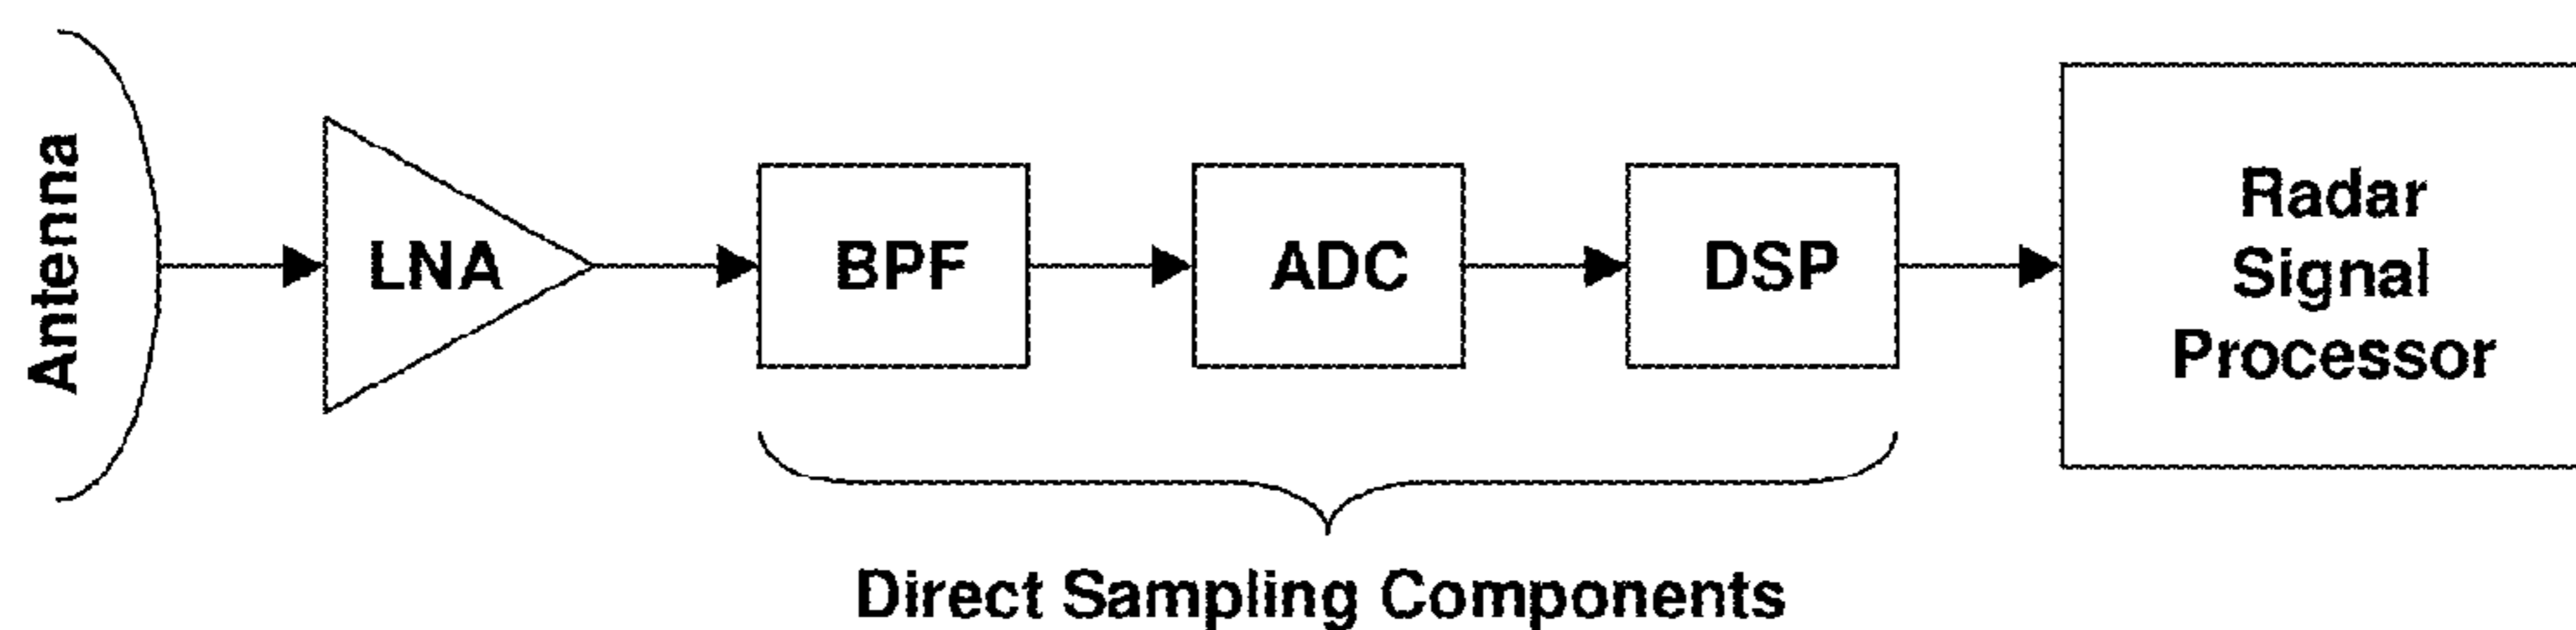 Antenna
LNA
BPF
ADC
DSP
Radar
Signal
Processor
Direct Sampling Components